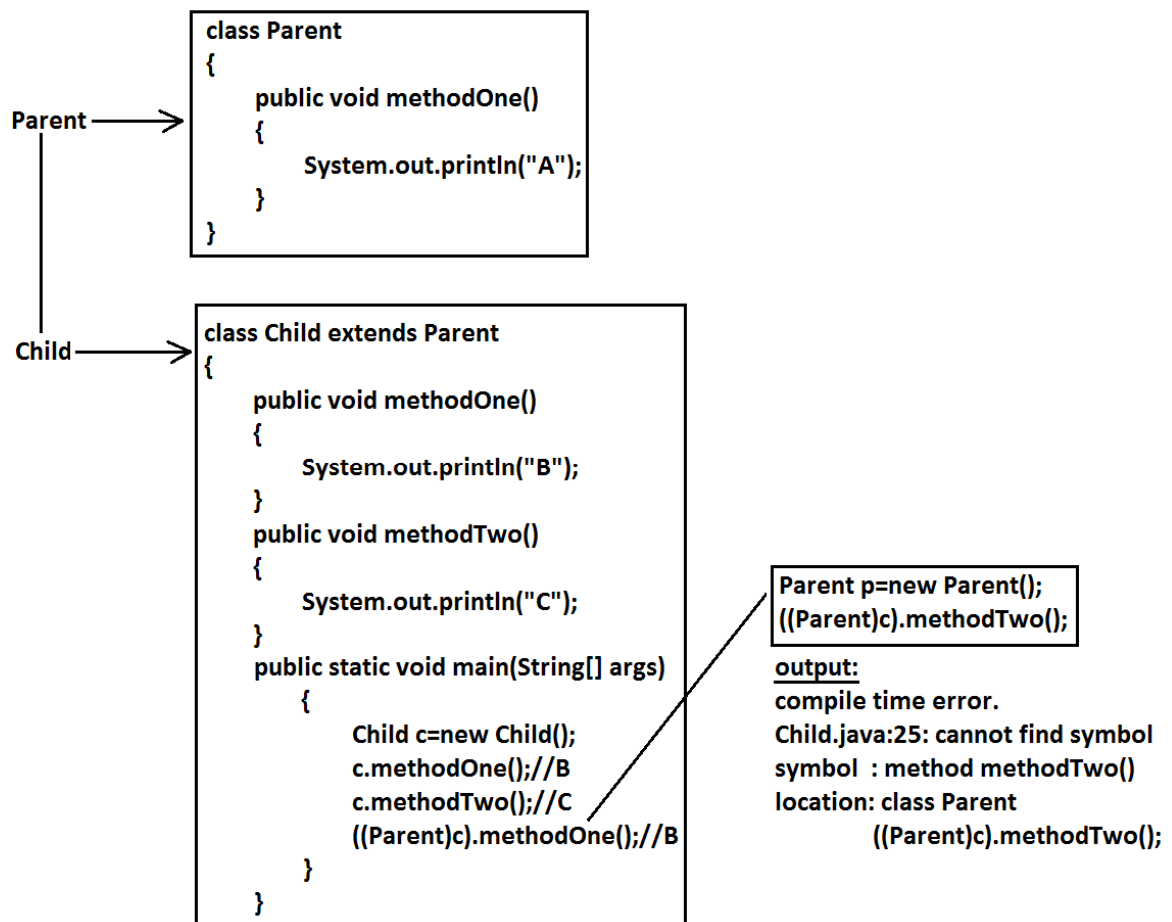 class Parent
{
public void methodOne()
Parent
{
System.out.println("A");
}
}
class Child extends Parent
Child
{
public void methodOne()
{
System.out.println("B");
}
public void methodTwo()
{
System.out.println("C");
}
public static void main(String[] args)
{
Child c=new Child();
c.methodOne();//B
c.methodTwo();//C
((Parent)c).methodOne();//B
}
}
Parent p=new Parent();
((Parent)c).methodTwo();
output:
compile time error.
Child.java:25: cannot find symbol
symbol : method methodTwo()
location: class Parent
((Parent)c).methodTwo();